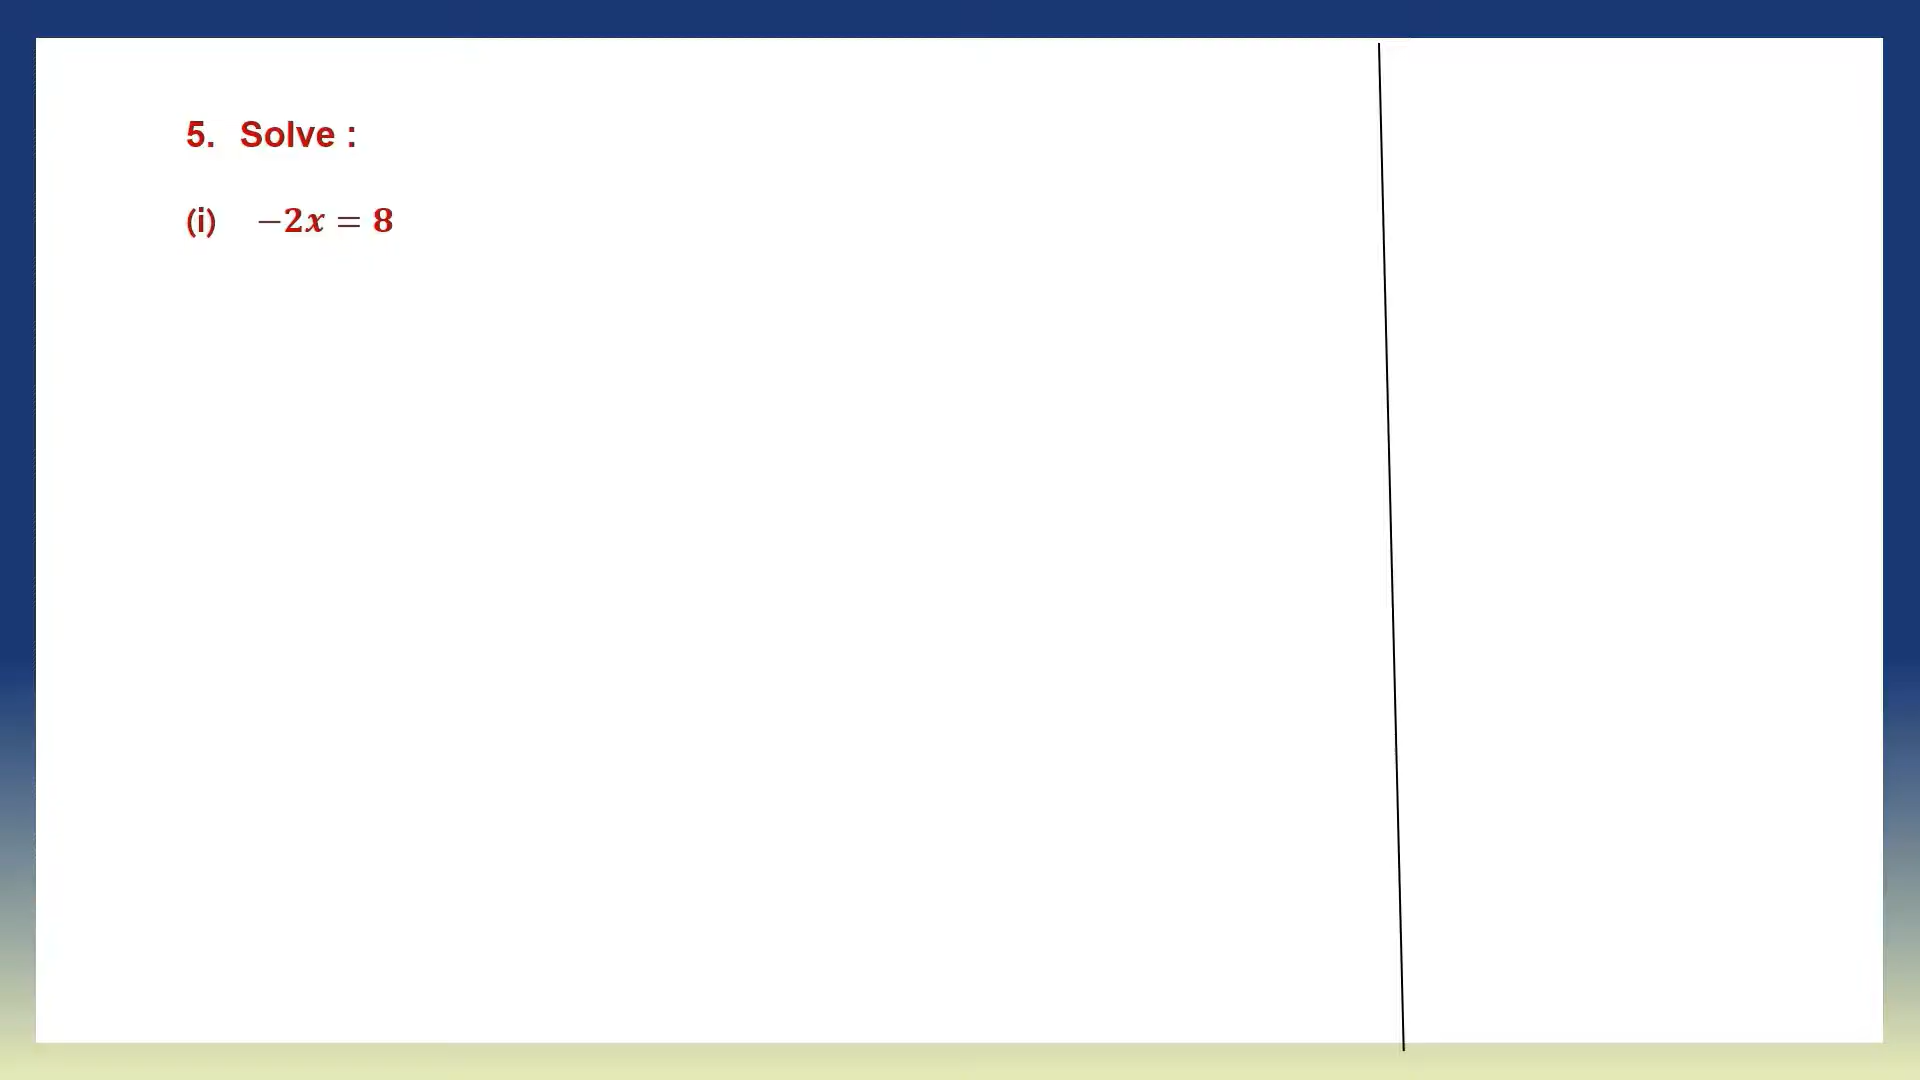 5. Solve :
(i) −2x = 8